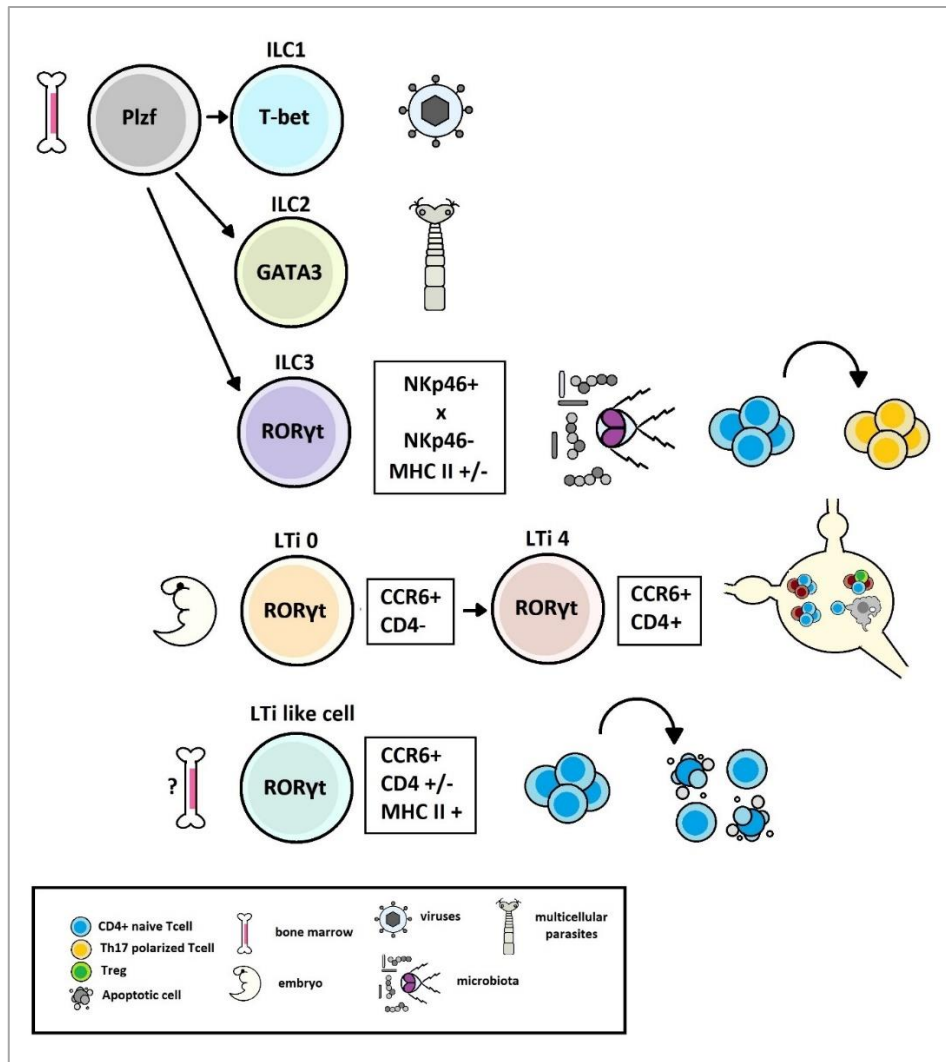 ILC1
Plzf
T-bet
ILC2
GATA3
ILC3
RORγt
NKp46+
x
NKp46-
MHC II +/-
LTi 0
RORγt
CCR6+
CD4-
LTi 4
RORγt
CCR6+
CD4+
LTi like cell
?
RORγt
CCR6+
CD4 +/-
MHC II +
CD4+ naive Tcell
Th17 polarized Tcell
Treg
Apoptotic cell
bone marrow
embryo
viruses
microbiota
multicellular
parasites